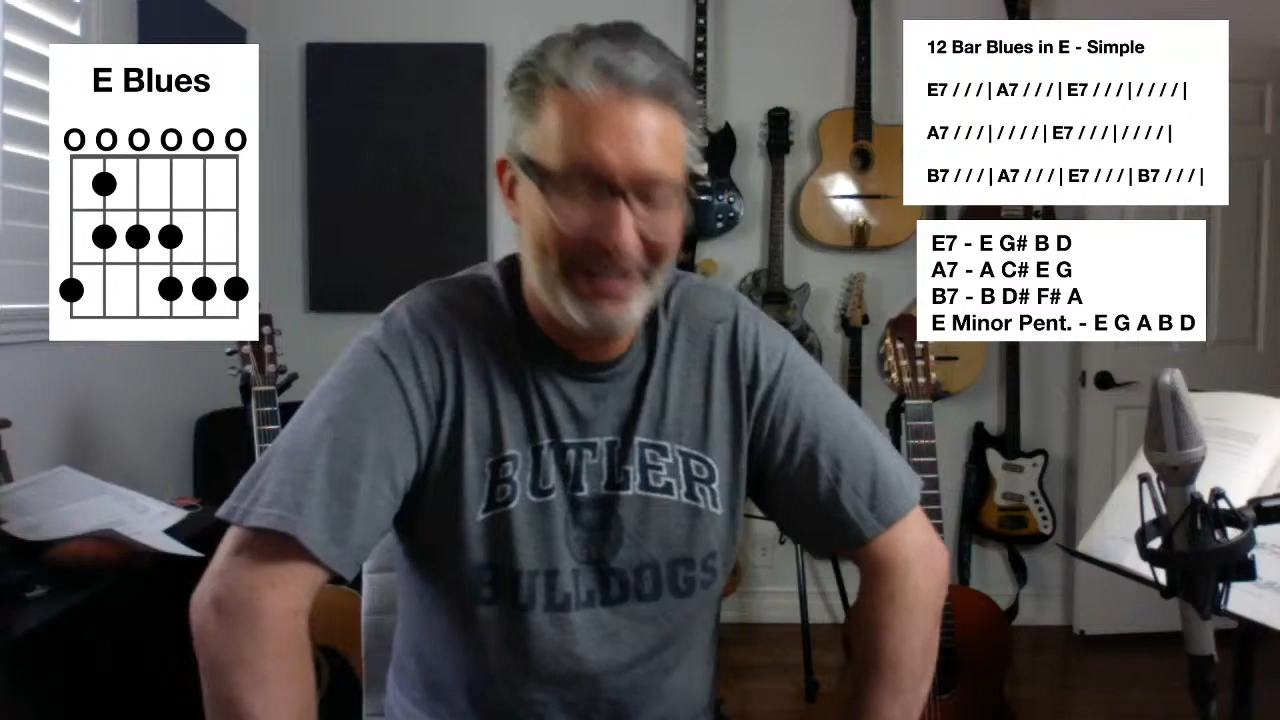 E Blues
O O O O O O
12 Bar Blues in E - Simple
E7 / / / | A7 / / / | E7 / / / | / / / / |
A7 / / / | / / / / | E7 / / / | / / / / |
B7 / / / | A7 / / / | E7 / / / | B7 / / / |
E7 - E G# B D
A7 - A C# E G
B7 - B D# F# A
E Minor Pent. - E G A B D
BUTLER
BULLDOGS